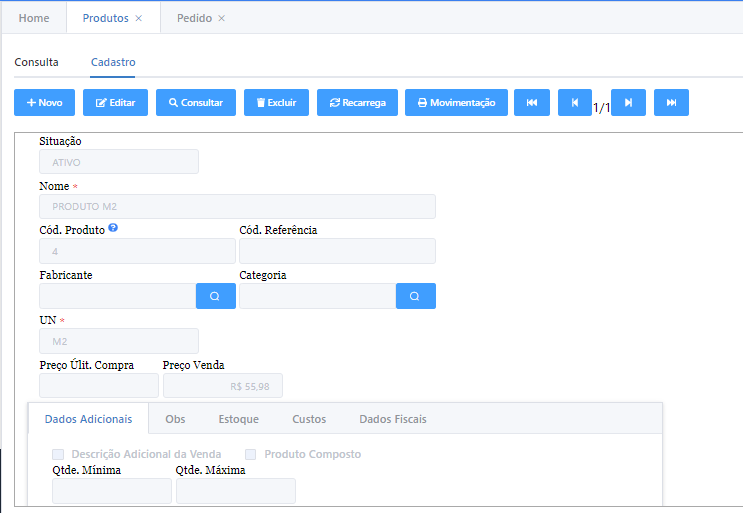 Home Produtos × Pedido ×
Consulta Cadastro
+ Novo Editar Consultar Excluir Recarrega Movimentação 1/1
Situação
ATIVO
Nome *
PRODUTO M2
Cód. Produto ? Cód. Referência
4
Fabricante Categoria
UN *
M2
Preço Úlit. Compra Preço Venda
R$ 55,98
Dados Adicionais Obs Estoque Custos Dados Fiscais
Descrição Adicional da Venda Produto Composto
Qtde. Mínima Qtde. Máxima